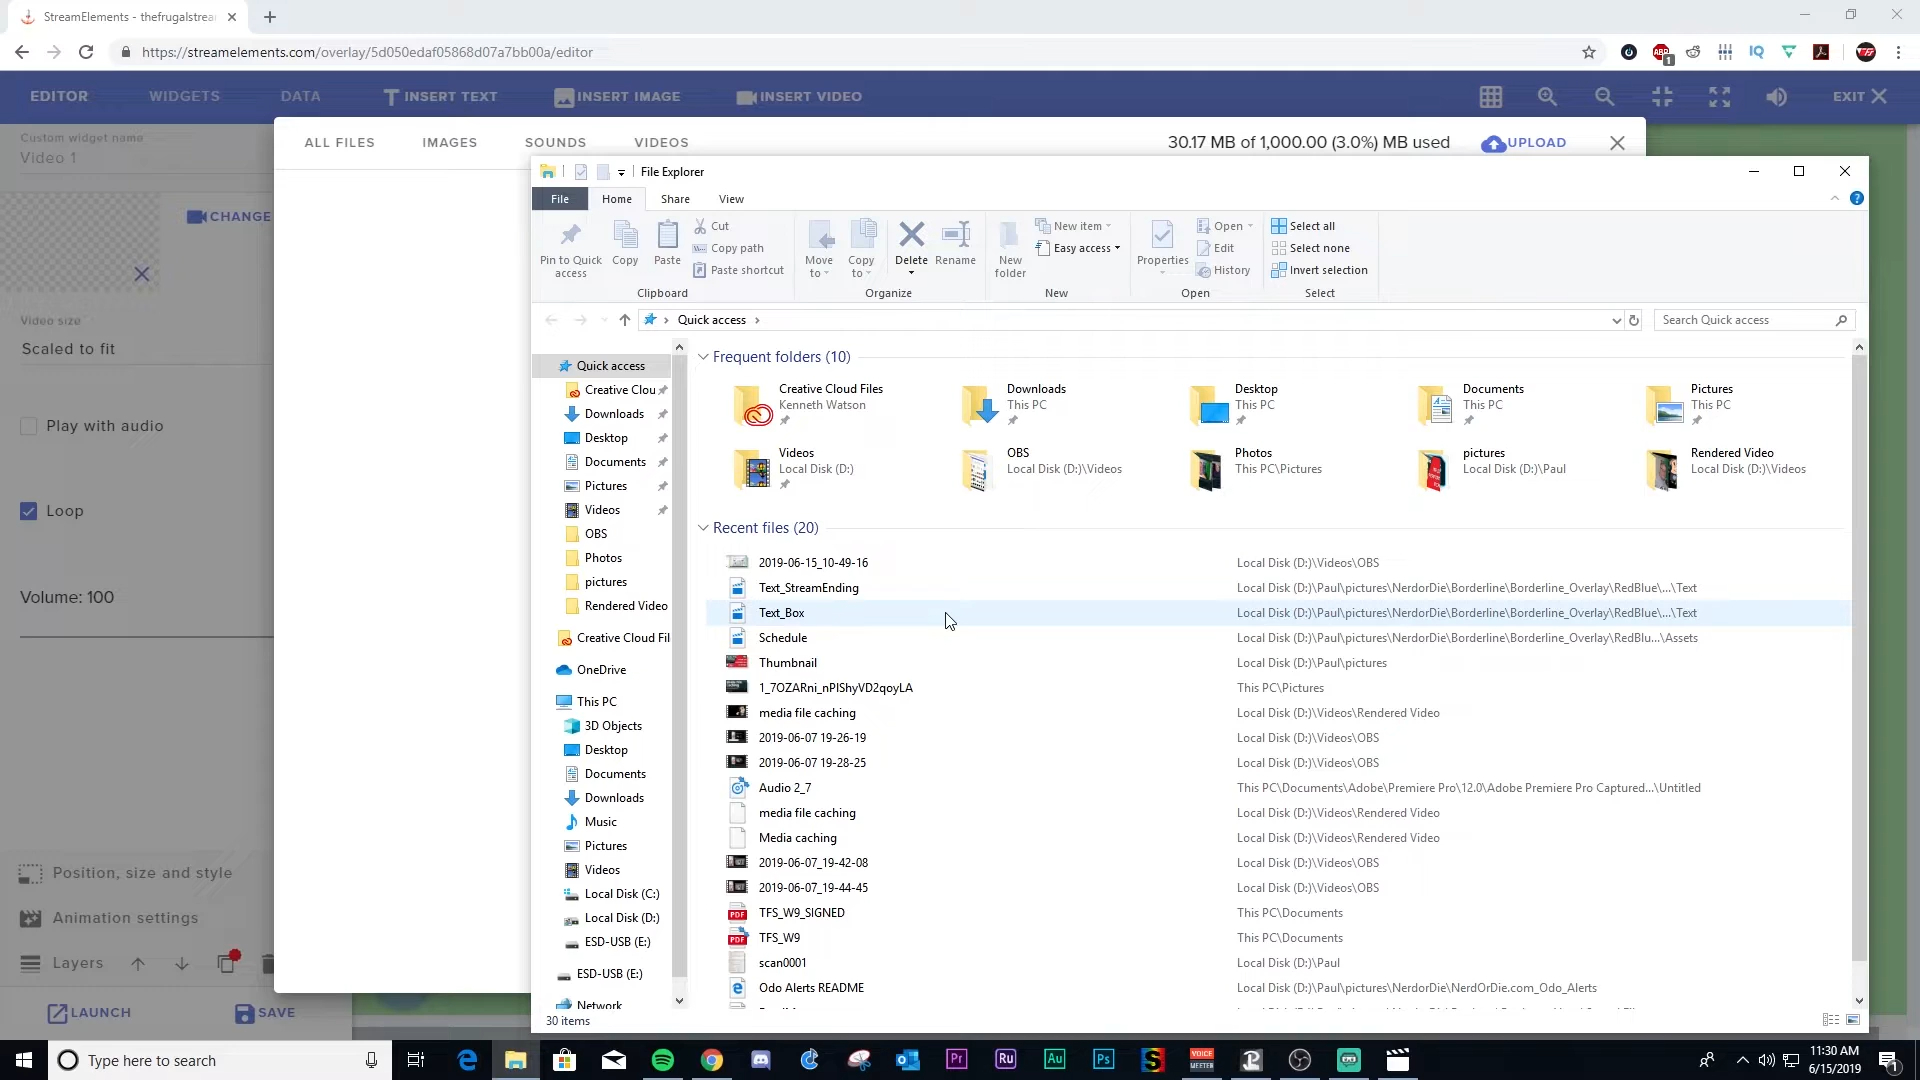 StreamElements - thefrugalstrea
https://streamelements.com/overlay/5d050edaf05868d07a7bb00a/editor
ABP
1
IQ
EDITOR
WIDGETS
DATA
INSERT TEXT
INSERT IMAGE
INSERT VIDEO
EXIT
Custom widget name
Video 1
CHANGE
Video size
Scaled to fit
Play with audio
Loop
Volume: 100
Position, size and style
Animation settings
Layers
LAUNCH
SAVE
ALL FILES
IMAGES
SOUNDS
VIDEOS
30.17 MB of 1,000.00 (3.0%) MB used
UPLOAD
File Explorer
File
Home
Share
View
Pin to Quick
access
Copy
Paste
Cut
Copy path
Paste shortcut
Clipboard
Move
to
Copy
to
Delete
Rename
Organize
New
folder
New item
Easy access
New
Properties
Open
Edit
History
Open
Select all
Select none
Invert selection
Select
Quick access
Search Quick access
Quick access
Creative Clou
Downloads
Desktop
Documents
Pictures
Videos
OBS
Photos
pictures
Rendered Video
Creative Cloud Fil
OneDrive
This PC
3D Objects
Desktop
Documents
Downloads
Music
Pictures
Videos
Local Disk (C:)
Local Disk (D:)
ESD-USB (E:)
ESD-USB (E:)
Network
Frequent folders (10)
Creative Cloud Files
Kenneth Watson
Downloads
This PC
Desktop
This PC
Documents
This PC
Pictures
This PC
Videos
Local Disk (D:)
OBS
Local Disk (D:)\Videos
Photos
This PC\Pictures
pictures
Local Disk (D:)\Paul
Rendered Video
Local Disk (D:)\Videos
Recent files (20)
2019-06-15_10-49-16 Local Disk (D:)\Videos\OBS
Text_StreamEnding Local Disk (D:)\Paul\pictures\NerdorDie\Borderline\Borderline_Overlay\RedBlue\...\Text
Text_Box Local Disk (D:)\Paul\pictures\NerdorDie\Borderline\Borderline_Overlay\RedBlue\...\Text
Schedule Local Disk (D:)\Paul\pictures\NerdorDie\Borderline\Borderline_Overlay\RedBlu...\Assets
Thumbnail Local Disk (D:)\Paul\pictures
1_7OZARni_nPIShyVD2qoyLA This PC\Pictures
media file caching Local Disk (D:)\Videos\Rendered Video
2019-06-07 19-26-19 Local Disk (D:)\Videos\OBS
2019-06-07 19-28-25 Local Disk (D:)\Videos\OBS
Audio 2_7 This PC\Documents\Adobe\Premiere Pro\12.0\Adobe Premiere Pro Captured...\Untitled
media file caching Local Disk (D:)\Videos\Rendered Video
Media caching Local Disk (D:)\Videos\Rendered Video
2019-06-07_19-42-08 Local Disk (D:)\Videos\OBS
2019-06-07_19-44-45 Local Disk (D:)\Videos\OBS
TFS_W9_SIGNED This PC\Documents
TFS_W9 This PC\Documents
scan0001 Local Disk (D:)\Paul
Odo Alerts README Local Disk (D:)\Paul\pictures\NerdorDie\NerdOrDie.com_Odo_Alerts
30 items
Type here to search
Pr
Ru
Au
Ps
VOICE
MEETER
11:30 AM
6/15/2019
1